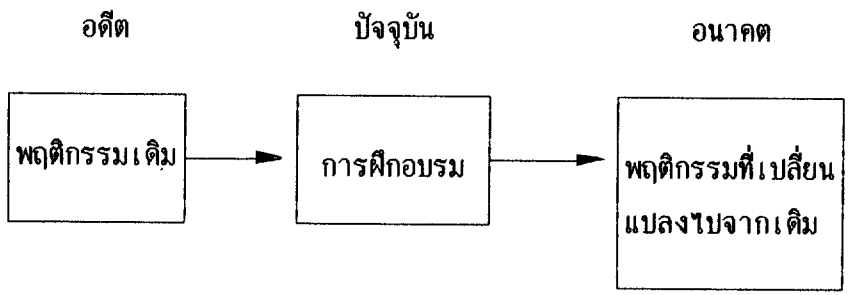 อดีต ปัจจุบัน อนาคต
พฤติกรรมเดิม
การฝึกอบรม
พฤติกรรมที่เปลี่ยน
แปลงไปจากเดิม